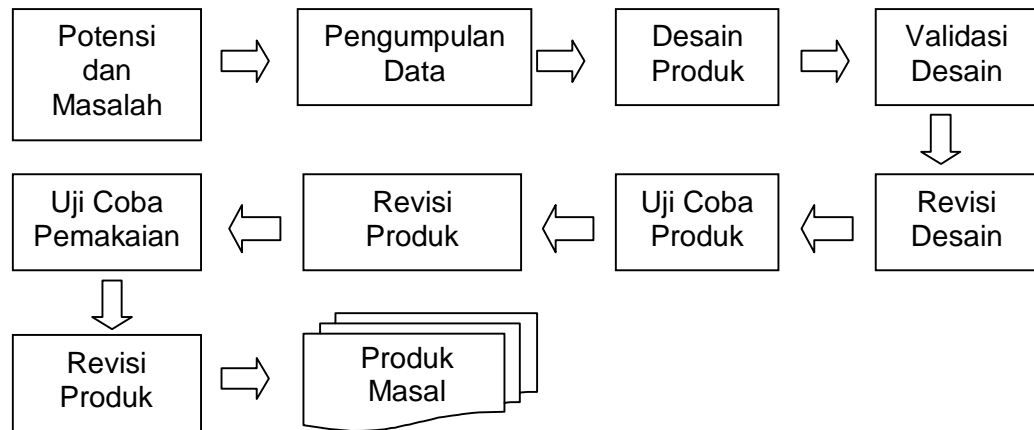 Potensi
dan
Masalah
Pengumpulan
Data
Desain
Produk
Validasi
Desain
Revisi
Desain
Uji Coba
Produk
Revisi
Produk
Uji Coba
Pemakaian
Revisi
Produk
Produk
Masal